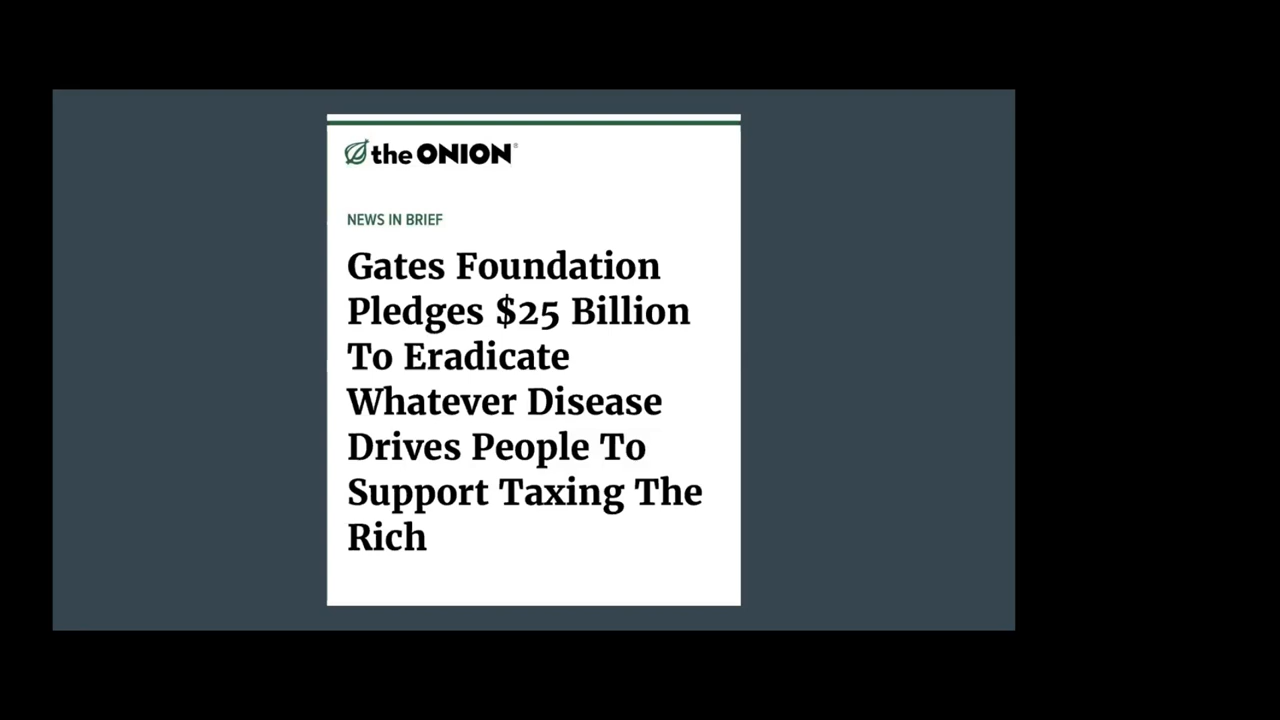 the ONION®
NEWS IN BRIEF
Gates Foundation
Pledges $25 Billion
To Eradicate
Whatever Disease
Drives People To
Support Taxing The
Rich